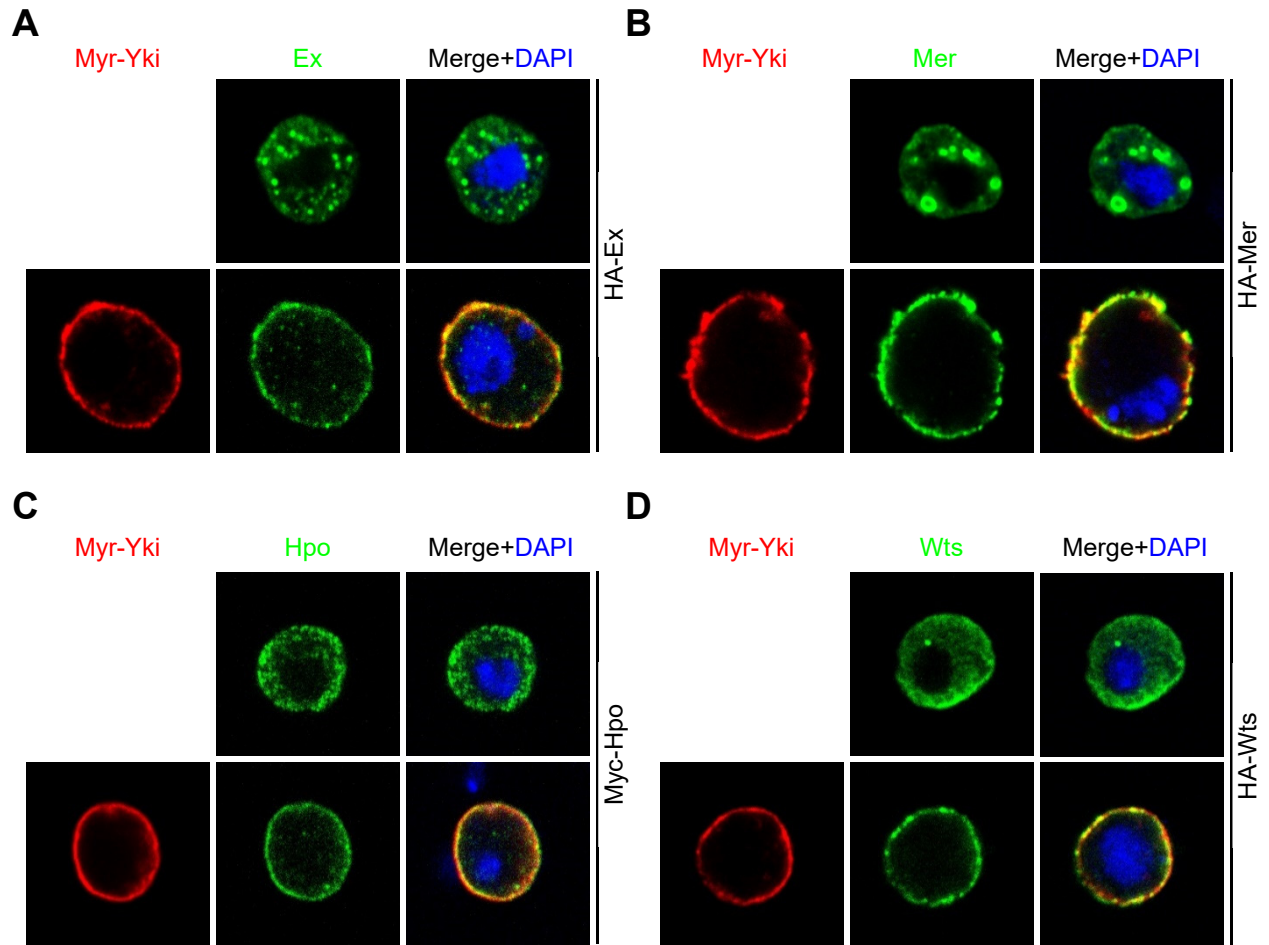 A
Myr-Yki Ex Merge+DAPI
HA-Ex
B
Myr-Yki Mer Merge+DAPI
HA-Mer
C
Myr-Yki Hpo Merge+DAPI
Myc-Hpo
D
Myr-Yki Wts Merge+DAPI
HA-Wts